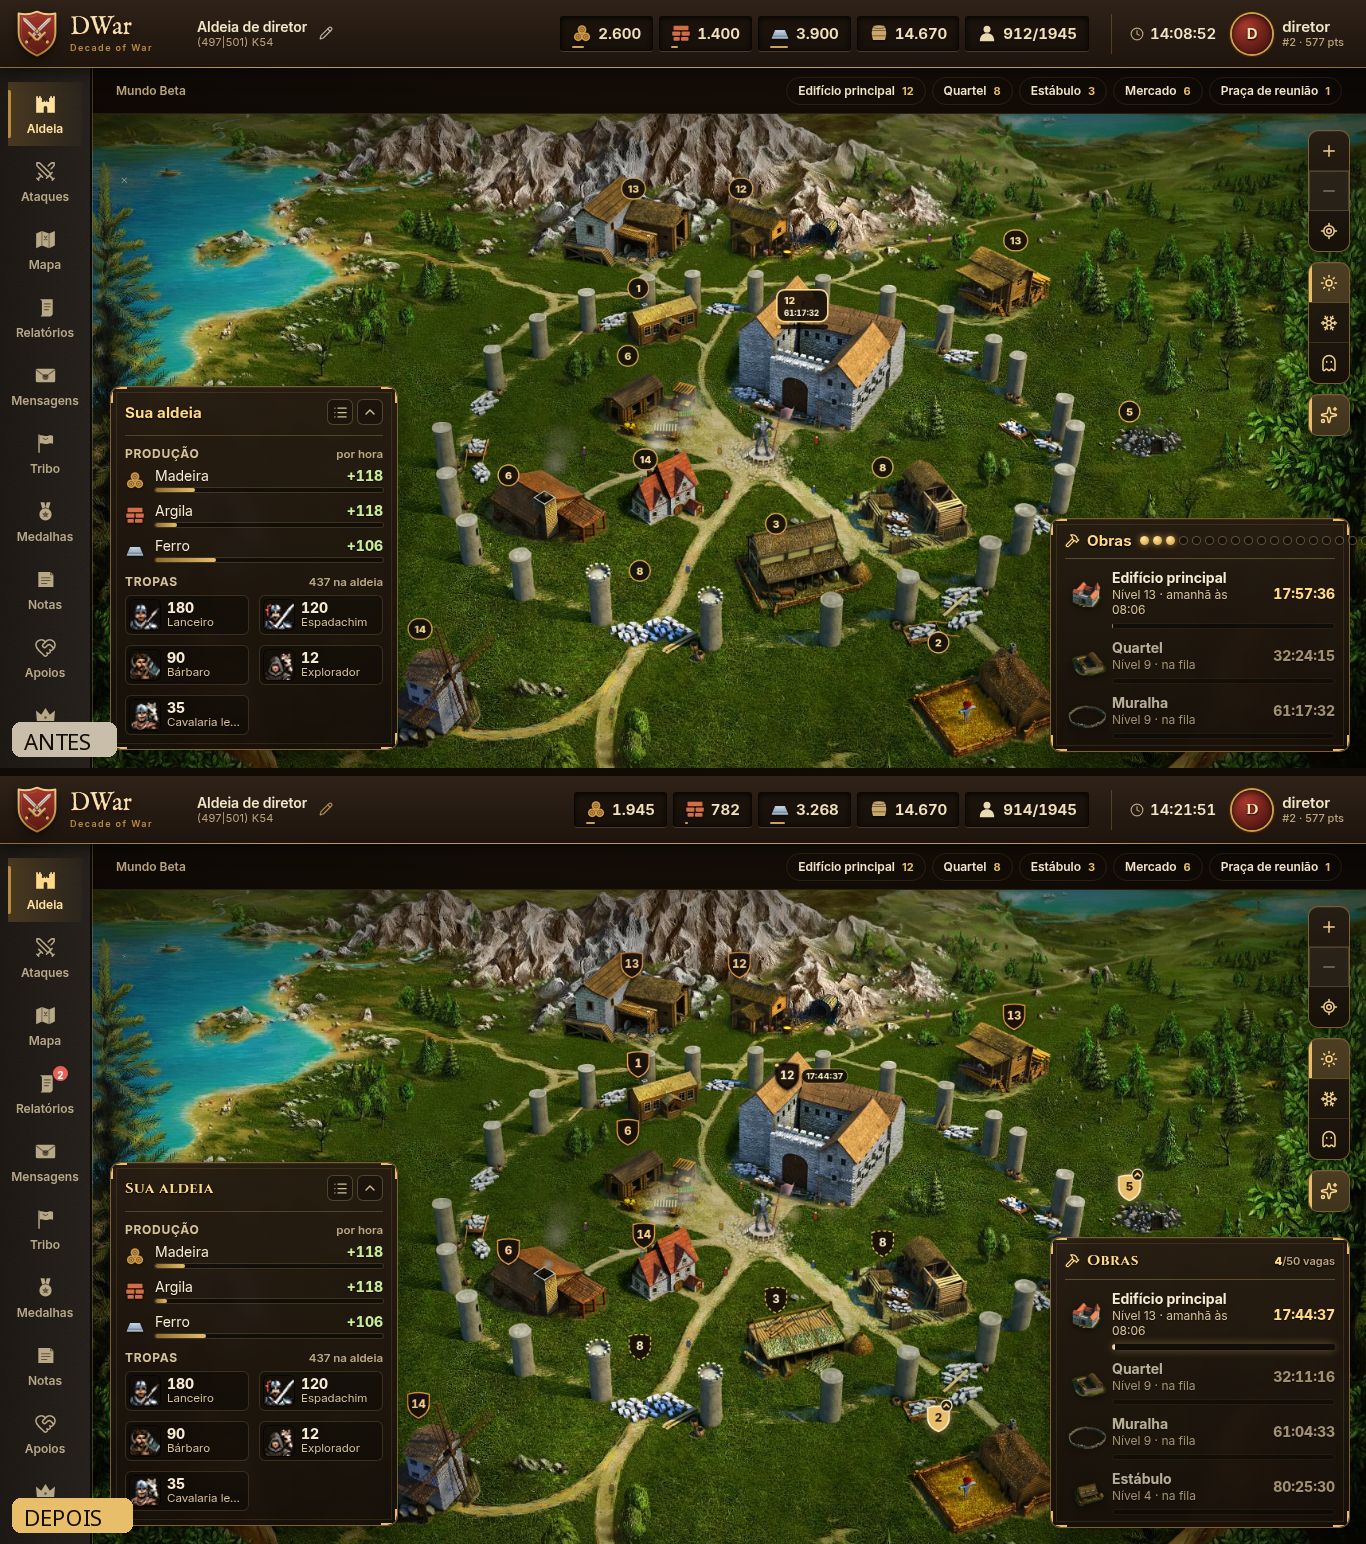 DWar
Decade of War
Aldeia de diretor
(497|501) K54
2.600
1.400
3.900
14.670
912/1945
14:08:52
D
diretor
#2 · 577 pts
Mundo Beta
Edifício principal 12
Quartel 8
Estábulo 3
Mercado 6
Praça de reunião 1
Aldeia
Ataques
Mapa
Relatórios
Mensagens
Tribo
Medalhas
Notas
Apoios
13
12
13
1
12
61:17:32
6
5
14
6
8
3
8
14
2
Sua aldeia
PRODUÇÃO por hora
Madeira +118
Argila +118
Ferro +106
TROPAS 437 na aldeia
180
Lanceiro
120
Espadachim
90
Bárbaro
12
Explorador
35
Cavalaria le...
Obras
Edifício principal
Nível 13 · amanhã às
08:06
17:57:36
Quartel
Nível 9 · na fila
32:24:15
Muralha
Nível 9 · na fila
61:17:32
ANTES
DWar
Decade of War
Aldeia de diretor
(497|501) K54
1.945
782
3.268
14.670
914/1945
14:21:51
D
diretor
#2 · 577 pts
Mundo Beta
Edifício principal 12
Quartel 8
Estábulo 3
Mercado 6
Praça de reunião 1
Aldeia
Ataques
Mapa
2
Relatórios
Mensagens
Tribo
Medalhas
Notas
Apoios
13
12
13
1
12 17:44:37
6
5
14
6
8
3
8
14
2
Sua aldeia
PRODUÇÃO por hora
Madeira +118
Argila +118
Ferro +106
TROPAS 437 na aldeia
180
Lanceiro
120
Espadachim
90
Bárbaro
12
Explorador
35
Cavalaria le...
Obras
4/50 vagas
Edifício principal
Nível 13 · amanhã às
08:06
17:44:37
Quartel
Nível 9 · na fila
32:11:16
Muralha
Nível 9 · na fila
61:04:33
Estábulo
Nível 4 · na fila
80:25:30
DEPOIS